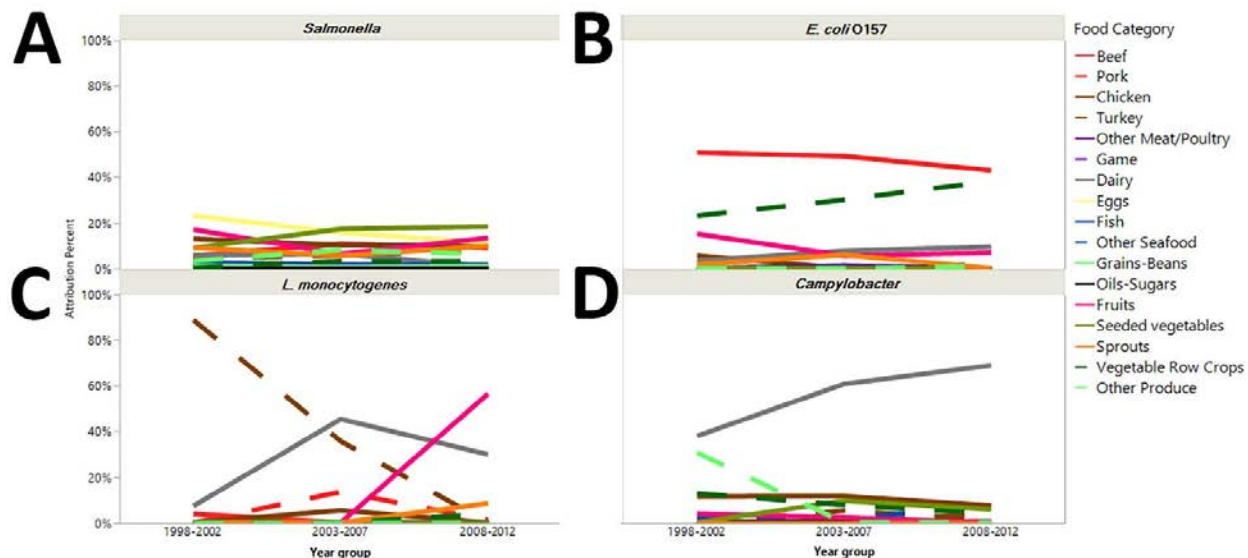 A
Salmonella
B
E. coli O157
100%
80%
60%
40%
20%
0%
C
L. monocytogenes
D
Campylobacter
100%
80%
60%
40%
20%
0%
Attribution Percent
1998-2002
2003-2007
2008-2012
Year group
1998-2002
2003-2007
2008-2012
Year group
Food Category
Beef
Pork
Chicken
Turkey
Other Meat/Poultry
Game
Dairy
Eggs
Fish
Other Seafood
Grains-Beans
Oils-Sugars
Fruits
Seeded vegetables
Sprouts
Vegetable Row Crops
Other Produce